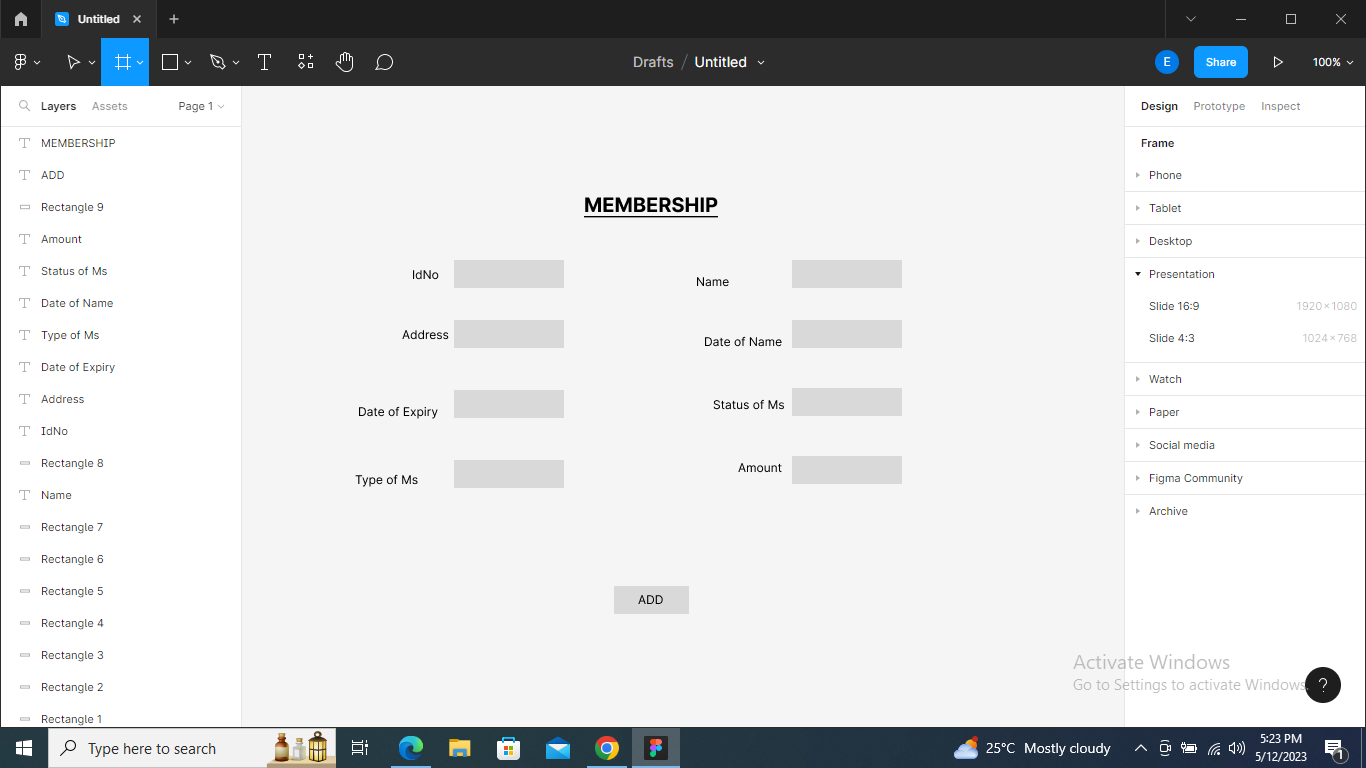 Untitled
Drafts / Untitled
E
Share
100%
Layers
Assets
Page 1
MEMBERSHIP
ADD
Rectangle 9
Amount
Status of Ms
Date of Name
Type of Ms
Date of Expiry
Address
IdNo
Rectangle 8
Name
Rectangle 7
Rectangle 6
Rectangle 5
Rectangle 4
Rectangle 3
Rectangle 2
Rectangle 1
MEMBERSHIP
IdNo
Name
Address
Date of Name
Date of Expiry
Status of Ms
Type of Ms
Amount
ADD
Design
Prototype
Inspect
Frame
Phone
Tablet
Desktop
Presentation
Slide 16:9 1920×1080
Slide 4:3 1024×768
Watch
Paper
Social media
Figma Community
Archive
Activate Windows
Go to Settings to activate Windows.
?
Type here to search
25°C Mostly cloudy
5:23 PM
5/12/2023
1